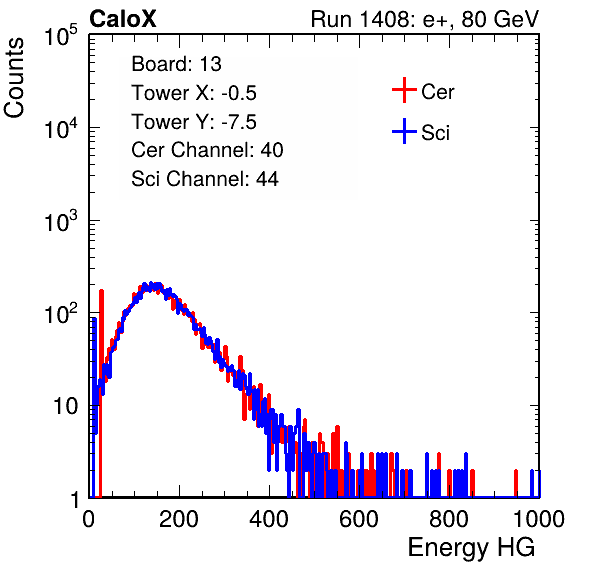 CaloX Run 1408: e+, 80 GeV
Counts
10^5
10^4
10^3
10^2
10
1
Board: 13
Tower X: -0.5
Tower Y: -7.5
Cer Channel: 40
Sci Channel: 44
Cer
Sci
0 200 400 600 800 1000
Energy HG